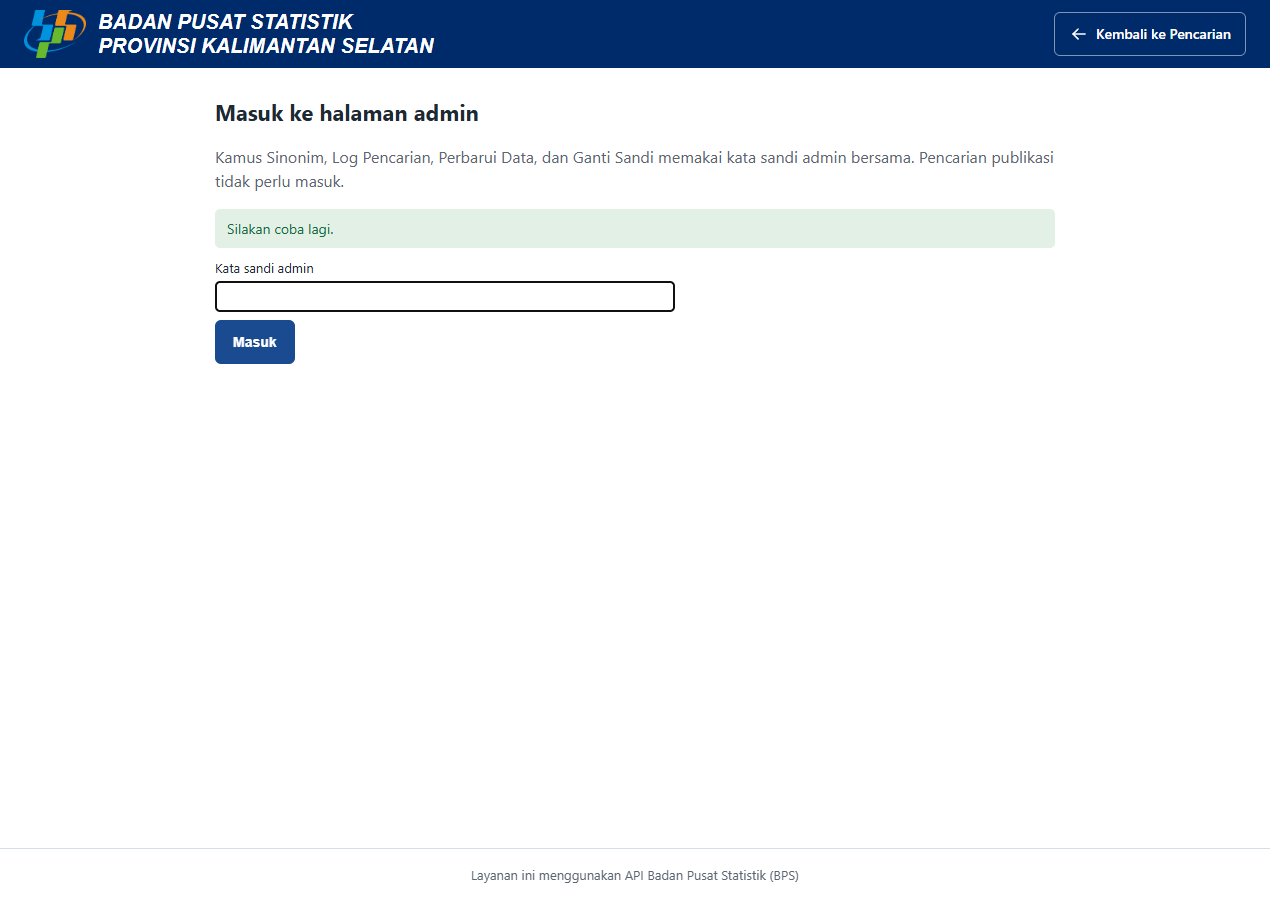 BADAN PUSAT STATISTIK
PROVINSI KALIMANTAN SELATAN
Kembali ke Pencarian
Masuk ke halaman admin
Kamus Sinonim, Log Pencarian, Perbarui Data, dan Ganti Sandi memakai kata sandi admin bersama. Pencarian publikasi
tidak perlu masuk.
Silakan coba lagi.
Kata sandi admin
Masuk
Layanan ini menggunakan API Badan Pusat Statistik (BPS)